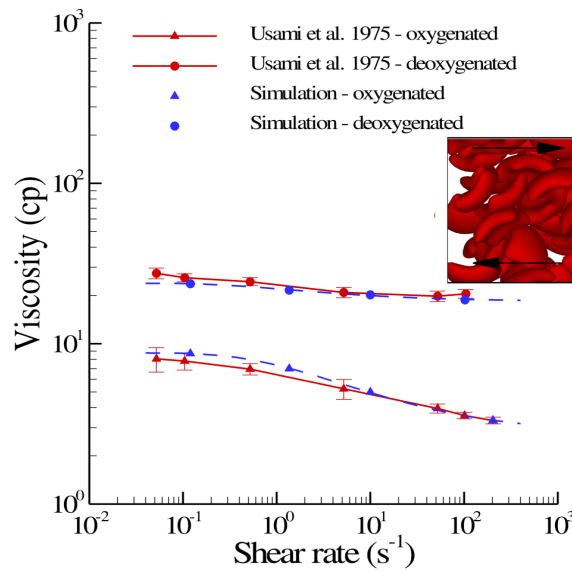 Usami et al. 1975 - oxygenated
Usami et al. 1975 - deoxygenated
Simulation - oxygenated
Simulation - deoxygenated
Viscosity (cp)
10³
10²
10¹
10⁰
10⁻²
10⁻¹
10⁰
10¹
10²
10³
Shear rate (s⁻¹)